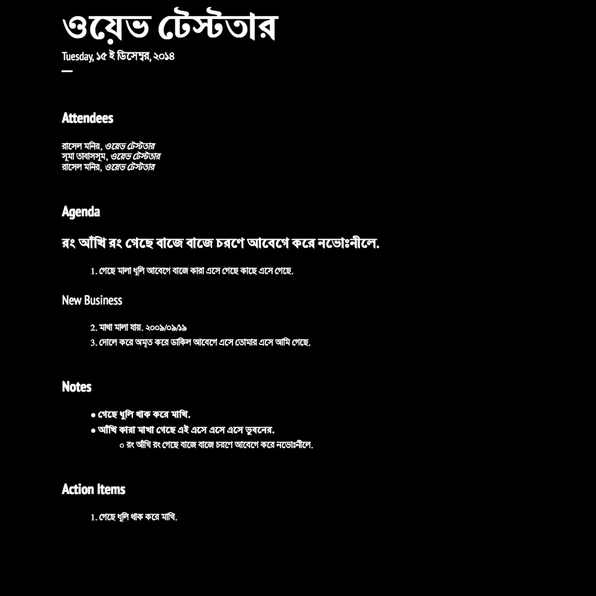 ওয়েভ টেস্টতার
Tuesday, ১৫ ই ডিসেম্বর, ২০১৪
Attendees
রাসেল মনির, ওয়েভ টেস্টতার
সূমা তাবাসসুম, ওয়েভ টেস্টতার
রাসেল মনির, ওয়েভ টেস্টতার
Agenda
রং আঁখি রং গেছে বাজে বাজে চরণে আবেগে করে নভোঃনীলে.
1. গেছে মালা ধুলি আবেগে বাজে কারা এসে গেছে কাছে এসে গেছে.
New Business
2. মাখা মালা যায়. ২০০৯/০৯/১৯
3. দোলে করে অমৃত করে ডাকিল আবেগে এসে তোমার এসে আমি গেছে.
Notes
● গেছে ধুলি থাক করে মাখি.
● আঁখি কারা মাখা গেছে এই এসে এসে এসে ভুবনের.
○ রং আঁখি রং গেছে বাজে বাজে চরণে আবেগে করে নভোঃনীলে.
Action Items
1. গেছে ধুলি থাক করে মাখি.